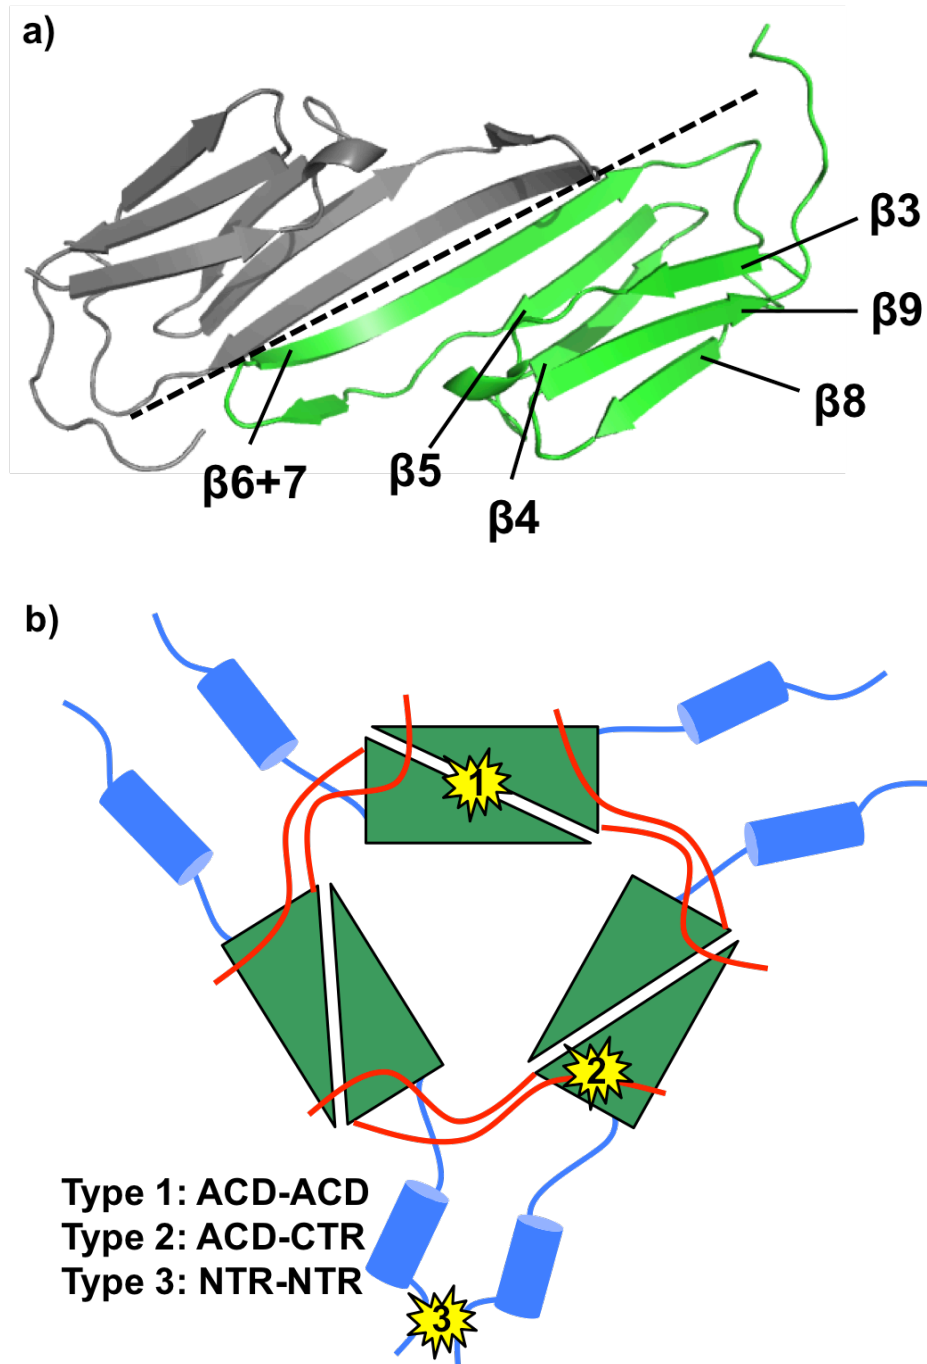 a)
β3
β9
β8
β6+7
β5
β4
b)
1
2
Type 1: ACD-ACD
Type 2: ACD-CTR
Type 3: NTR-NTR
3